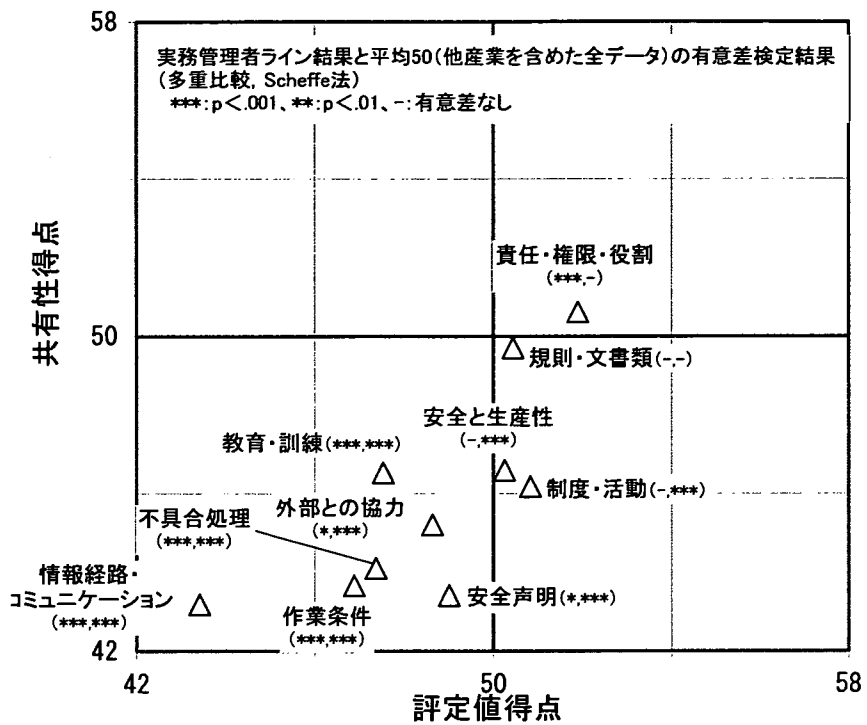 58
実務管理者ライン結果と平均50(他産業を含めた全データ)の有意差検定結果
(多重比較, Scheffe法)
***:p<.001、**:p<.01、-:有意差なし
責任・権限・役割
(***,-)
50
規則・文書類(-,-)
安全と生産性
(-,***)
教育・訓練(***,***)
制度・活動(-,***)
外部との協力
(*,***)
不具合処理
(***,***)
情報経路・
コミュニケーション
(***,***)
作業条件
(***,***)
安全声明(*,***)
42
42
50
58
共有性得点
評定値得点